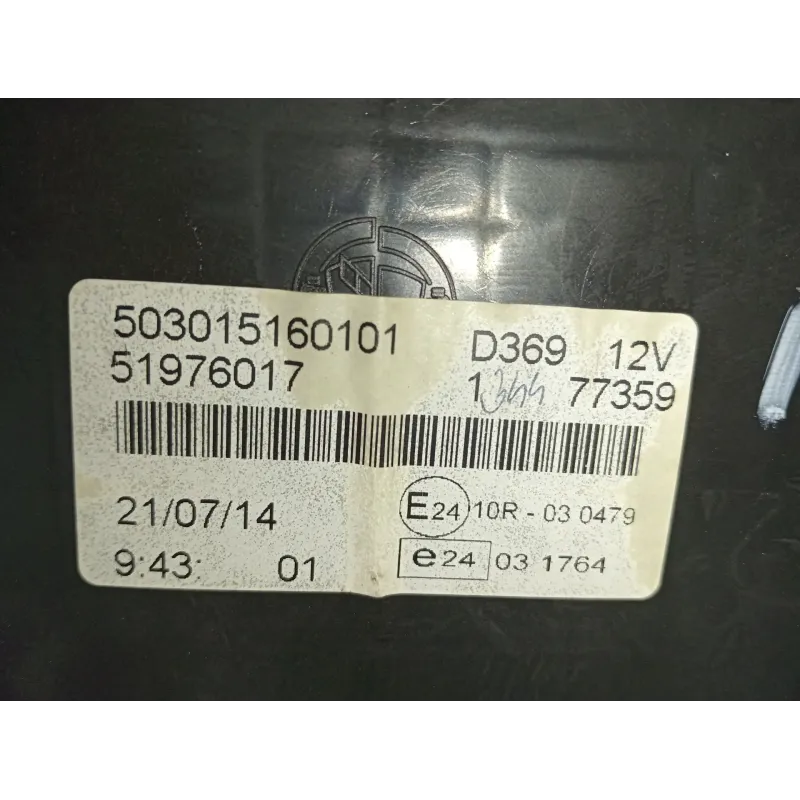 503015160101 D369 12V
51976017 1 344 77359
21/07/14 E24 10R - 03 0479
9:43: 01 e24 03 1764